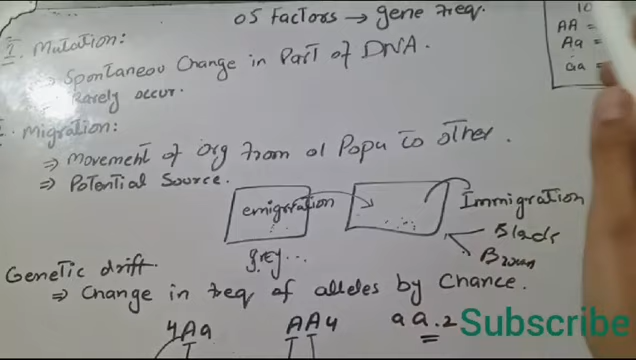 05 Factors → gene freq.
10
AA =
Aa =
aa =
I. Mutation:
→ Spontaneou Change in Part of DNA.
Rarely occur.
Migration:
⇒ Movement of org from o1 Popu to other.
⇒ Potential Source.
emigration
Immigration
Black
Brown
grey...
Genetic drift.
⇒ Change in freq of alleles by Chance.
4Aa AA4 aa.2
Subscribe